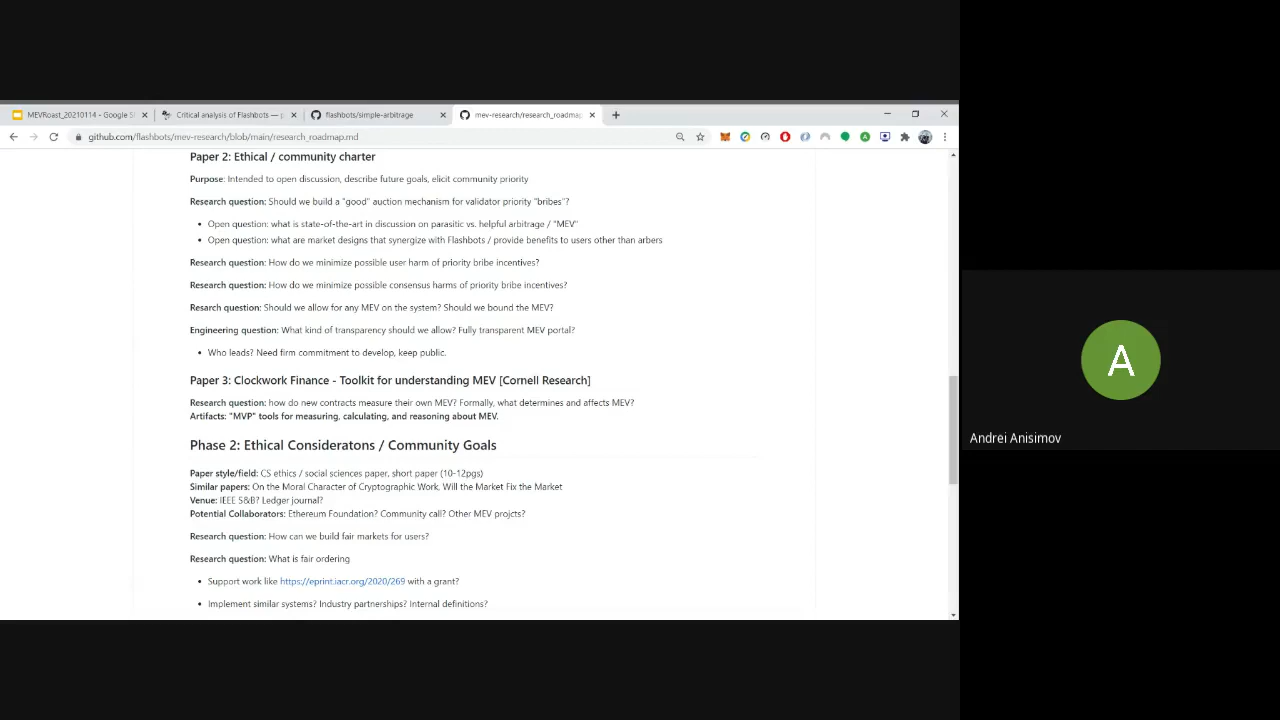 MEVRoast_20210114 - Google S
Critical analysis of Flashbots — p
flashbots/simple-arbitrage
mev-research/research_roadma
github.com/flashbots/mev-research/blob/main/research_roadmap.md
Paper 2: Ethical / community charter
Purpose: Intended to open discussion, describe future goals, elicit community priority
Research question: Should we build a "good" auction mechanism for validator priority "bribes"?
• Open question: what is state-of-the-art in discussion on parasitic vs. helpful arbitrage / "MEV"
• Open question: what are market designs that synergize with Flashbots / provide benefits to users other than arbers
Research question: How do we minimize possible user harm of priority bribe incentives?
Research question: How do we minimize possible consensus harms of priority bribe incentives?
Resarch question: Should we allow for any MEV on the system? Should we bound the MEV?
Engineering question: What kind of transparency should we allow? Fully transparent MEV portal?
• Who leads? Need firm commitment to develop, keep public.
Paper 3: Clockwork Finance - Toolkit for understanding MEV [Cornell Research]
Research question: how do new contracts measure their own MEV? Formally, what determines and affects MEV?
Artifacts: "MVP" tools for measuring, calculating, and reasoning about MEV.
Phase 2: Ethical Consideratons / Community Goals
Paper style/field: CS ethics / social sciences paper, short paper (10-12pgs)
Similar papers: On the Moral Character of Cryptographic Work, Will the Market Fix the Market
Venue: IEEE S&B? Ledger journal?
Potential Collaborators: Ethereum Foundation? Community call? Other MEV projcts?
Research question: How can we build fair markets for users?
Research question: What is fair ordering
• Support work like https://eprint.iacr.org/2020/269 with a grant?
• Implement similar systems? Industry partnerships? Internal definitions?
A
Andrei Anisimov